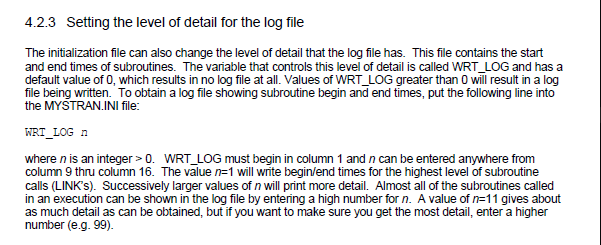 4.2.3 Setting the level of detail for the log file
The initialization file can also change the level of detail that the log file has. This file contains the start
and end times of subroutines. The variable that controls this level of detail is called WRT_LOG and has a
default value of 0, which results in no log file at all. Values of WRT_LOG greater than 0 will result in a log
file being written. To obtain a log file showing subroutine begin and end times, put the following line into
the MYSTRAN.INI file:
WRT_LOG n
where n is an integer > 0. WRT_LOG must begin in column 1 and n can be entered anywhere from
column 9 thru column 16. The value n=1 will write begin/end times for the highest level of subroutine
calls (LINK's). Successively larger values of n will print more detail. Almost all of the subroutines called
in an execution can be shown in the log file by entering a high number for n. A value of n=11 gives about
as much detail as can be obtained, but if you want to make sure you get the most detail, enter a higher
number (e.g. 99).